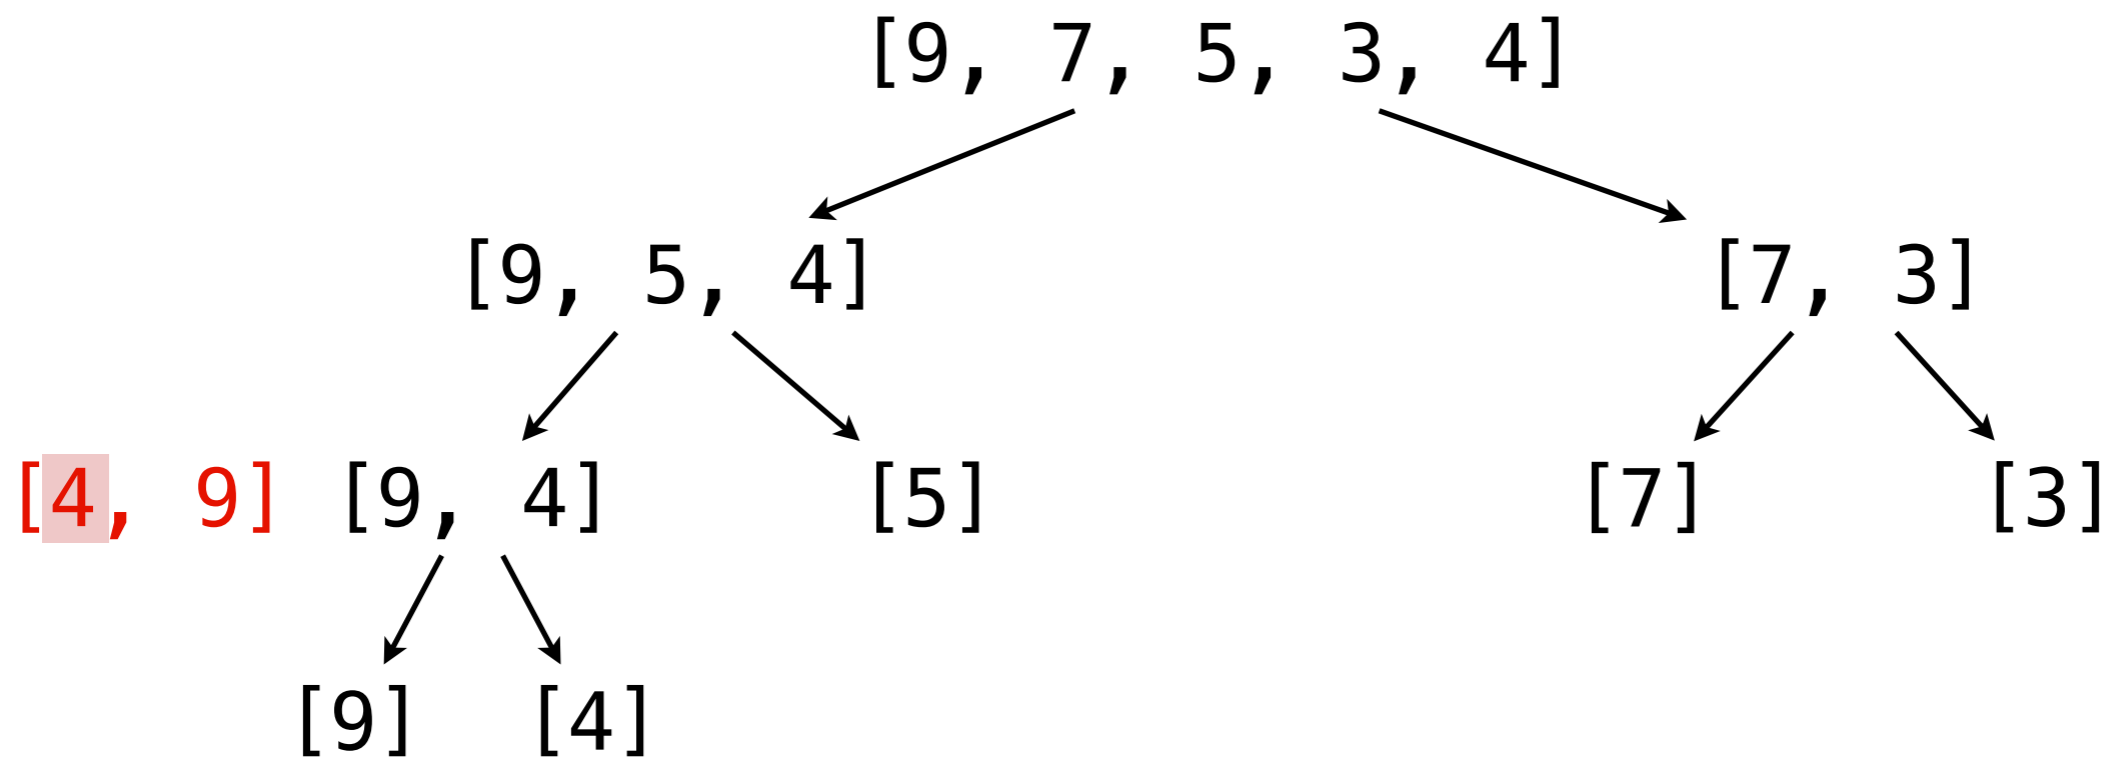 [9, 7, 5, 3, 4]
[9, 5, 4] [7, 3]
[4, 9] [9, 4] [5] [7] [3]
[9] [4]